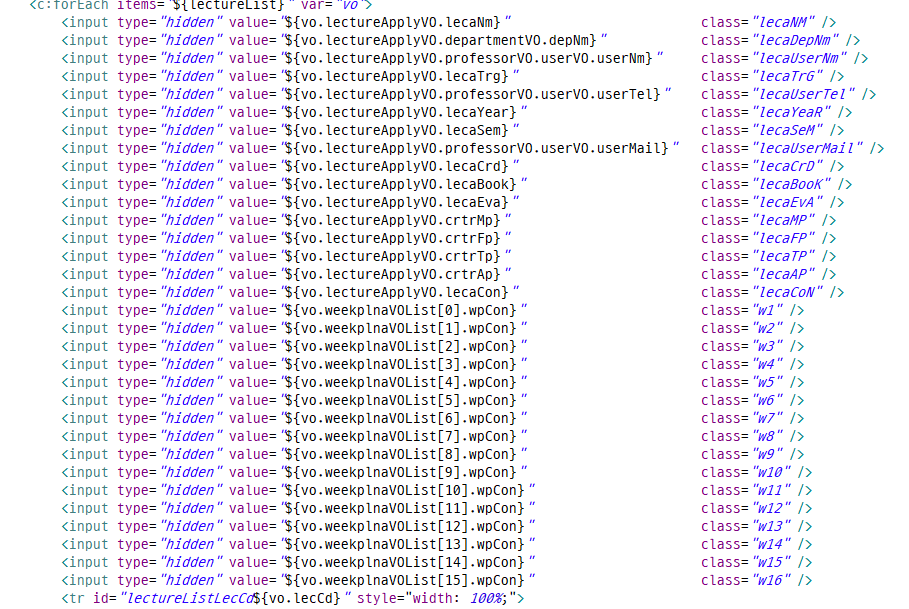 <c:forEach items="${lectureList}" var="vo">
<input type="hidden" value="${vo.lectureApplyVO.lecaNm}" class="lecaNM" />
<input type="hidden" value="${vo.lectureApplyVO.departmentVO.depNm}" class="lecaDepNm" />
<input type="hidden" value="${vo.lectureApplyVO.professorVO.userVO.userNm}" class="lecaUserNm" />
<input type="hidden" value="${vo.lectureApplyVO.lecaTrg}" class="lecaTrG" />
<input type="hidden" value="${vo.lectureApplyVO.professorVO.userVO.userTel}" class="lecaUserTel" />
<input type="hidden" value="${vo.lectureApplyVO.lecaYear}" class="lecaYeaR" />
<input type="hidden" value="${vo.lectureApplyVO.lecaSem}" class="lecaSeM" />
<input type="hidden" value="${vo.lectureApplyVO.professorVO.userVO.userMail}" class="lecaUserMail" />
<input type="hidden" value="${vo.lectureApplyVO.lecaCrd}" class="lecaCrD" />
<input type="hidden" value="${vo.lectureApplyVO.lecaBook}" class="lecaBooK" />
<input type="hidden" value="${vo.lectureApplyVO.lecaEva}" class="lecaEvA" />
<input type="hidden" value="${vo.lectureApplyVO.crtrMp}" class="lecaMP" />
<input type="hidden" value="${vo.lectureApplyVO.crtrFp}" class="lecaFP" />
<input type="hidden" value="${vo.lectureApplyVO.crtrTp}" class="lecaTP" />
<input type="hidden" value="${vo.lectureApplyVO.crtrAp}" class="lecaAP" />
<input type="hidden" value="${vo.lectureApplyVO.lecaCon}" class="lecaCoN" />
<input type="hidden" value="${vo.weekplnaVOList[0].wpCon}" class="w1" />
<input type="hidden" value="${vo.weekplnaVOList[1].wpCon}" class="w2" />
<input type="hidden" value="${vo.weekplnaVOList[2].wpCon}" class="w3" />
<input type="hidden" value="${vo.weekplnaVOList[3].wpCon}" class="w4" />
<input type="hidden" value="${vo.weekplnaVOList[4].wpCon}" class="w5" />
<input type="hidden" value="${vo.weekplnaVOList[5].wpCon}" class="w6" />
<input type="hidden" value="${vo.weekplnaVOList[6].wpCon}" class="w7" />
<input type="hidden" value="${vo.weekplnaVOList[7].wpCon}" class="w8" />
<input type="hidden" value="${vo.weekplnaVOList[8].wpCon}" class="w9" />
<input type="hidden" value="${vo.weekplnaVOList[9].wpCon}" class="w10" />
<input type="hidden" value="${vo.weekplnaVOList[10].wpCon}" class="w11" />
<input type="hidden" value="${vo.weekplnaVOList[11].wpCon}" class="w12" />
<input type="hidden" value="${vo.weekplnaVOList[12].wpCon}" class="w13" />
<input type="hidden" value="${vo.weekplnaVOList[13].wpCon}" class="w14" />
<input type="hidden" value="${vo.weekplnaVOList[14].wpCon}" class="w15" />
<input type="hidden" value="${vo.weekplnaVOList[15].wpCon}" class="w16" />
<tr id="lectureListLecCd${vo.lecCd}" style="width: 100%;">